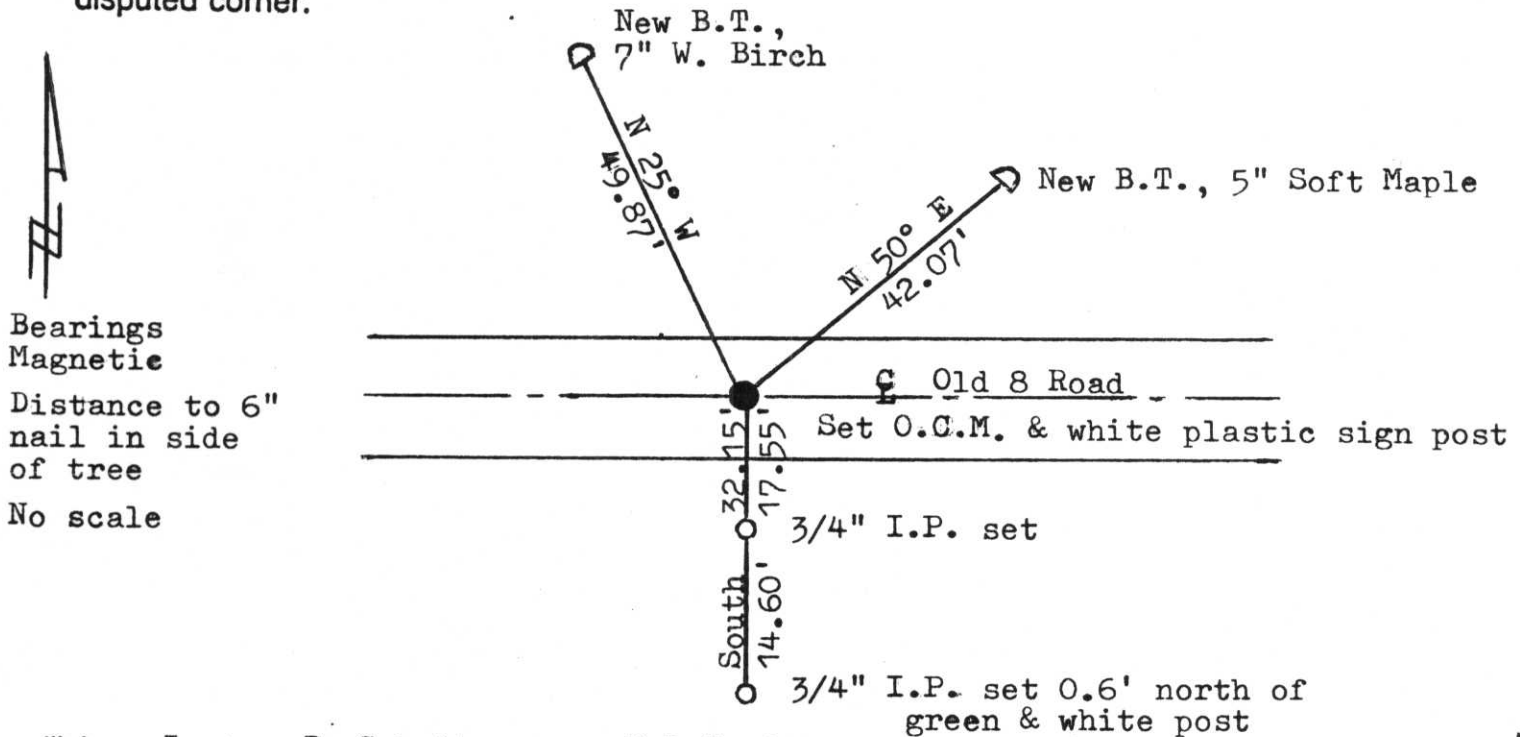 disputed corner.
New B.T.,
7" W. Birch
N 25° W
49.87'
New B.T., 5" Soft Maple
N 50° E
42.07'
Bearings
Magnetic
Distance to 6"
nail in side
of tree
No scale
℄ Old 8 Road
Set O.C.M. & white plastic sign post
32.15'
17.55'
3/4" I.P. set
South
14.60'
3/4" I.P. set 0.6' north of
green & white post